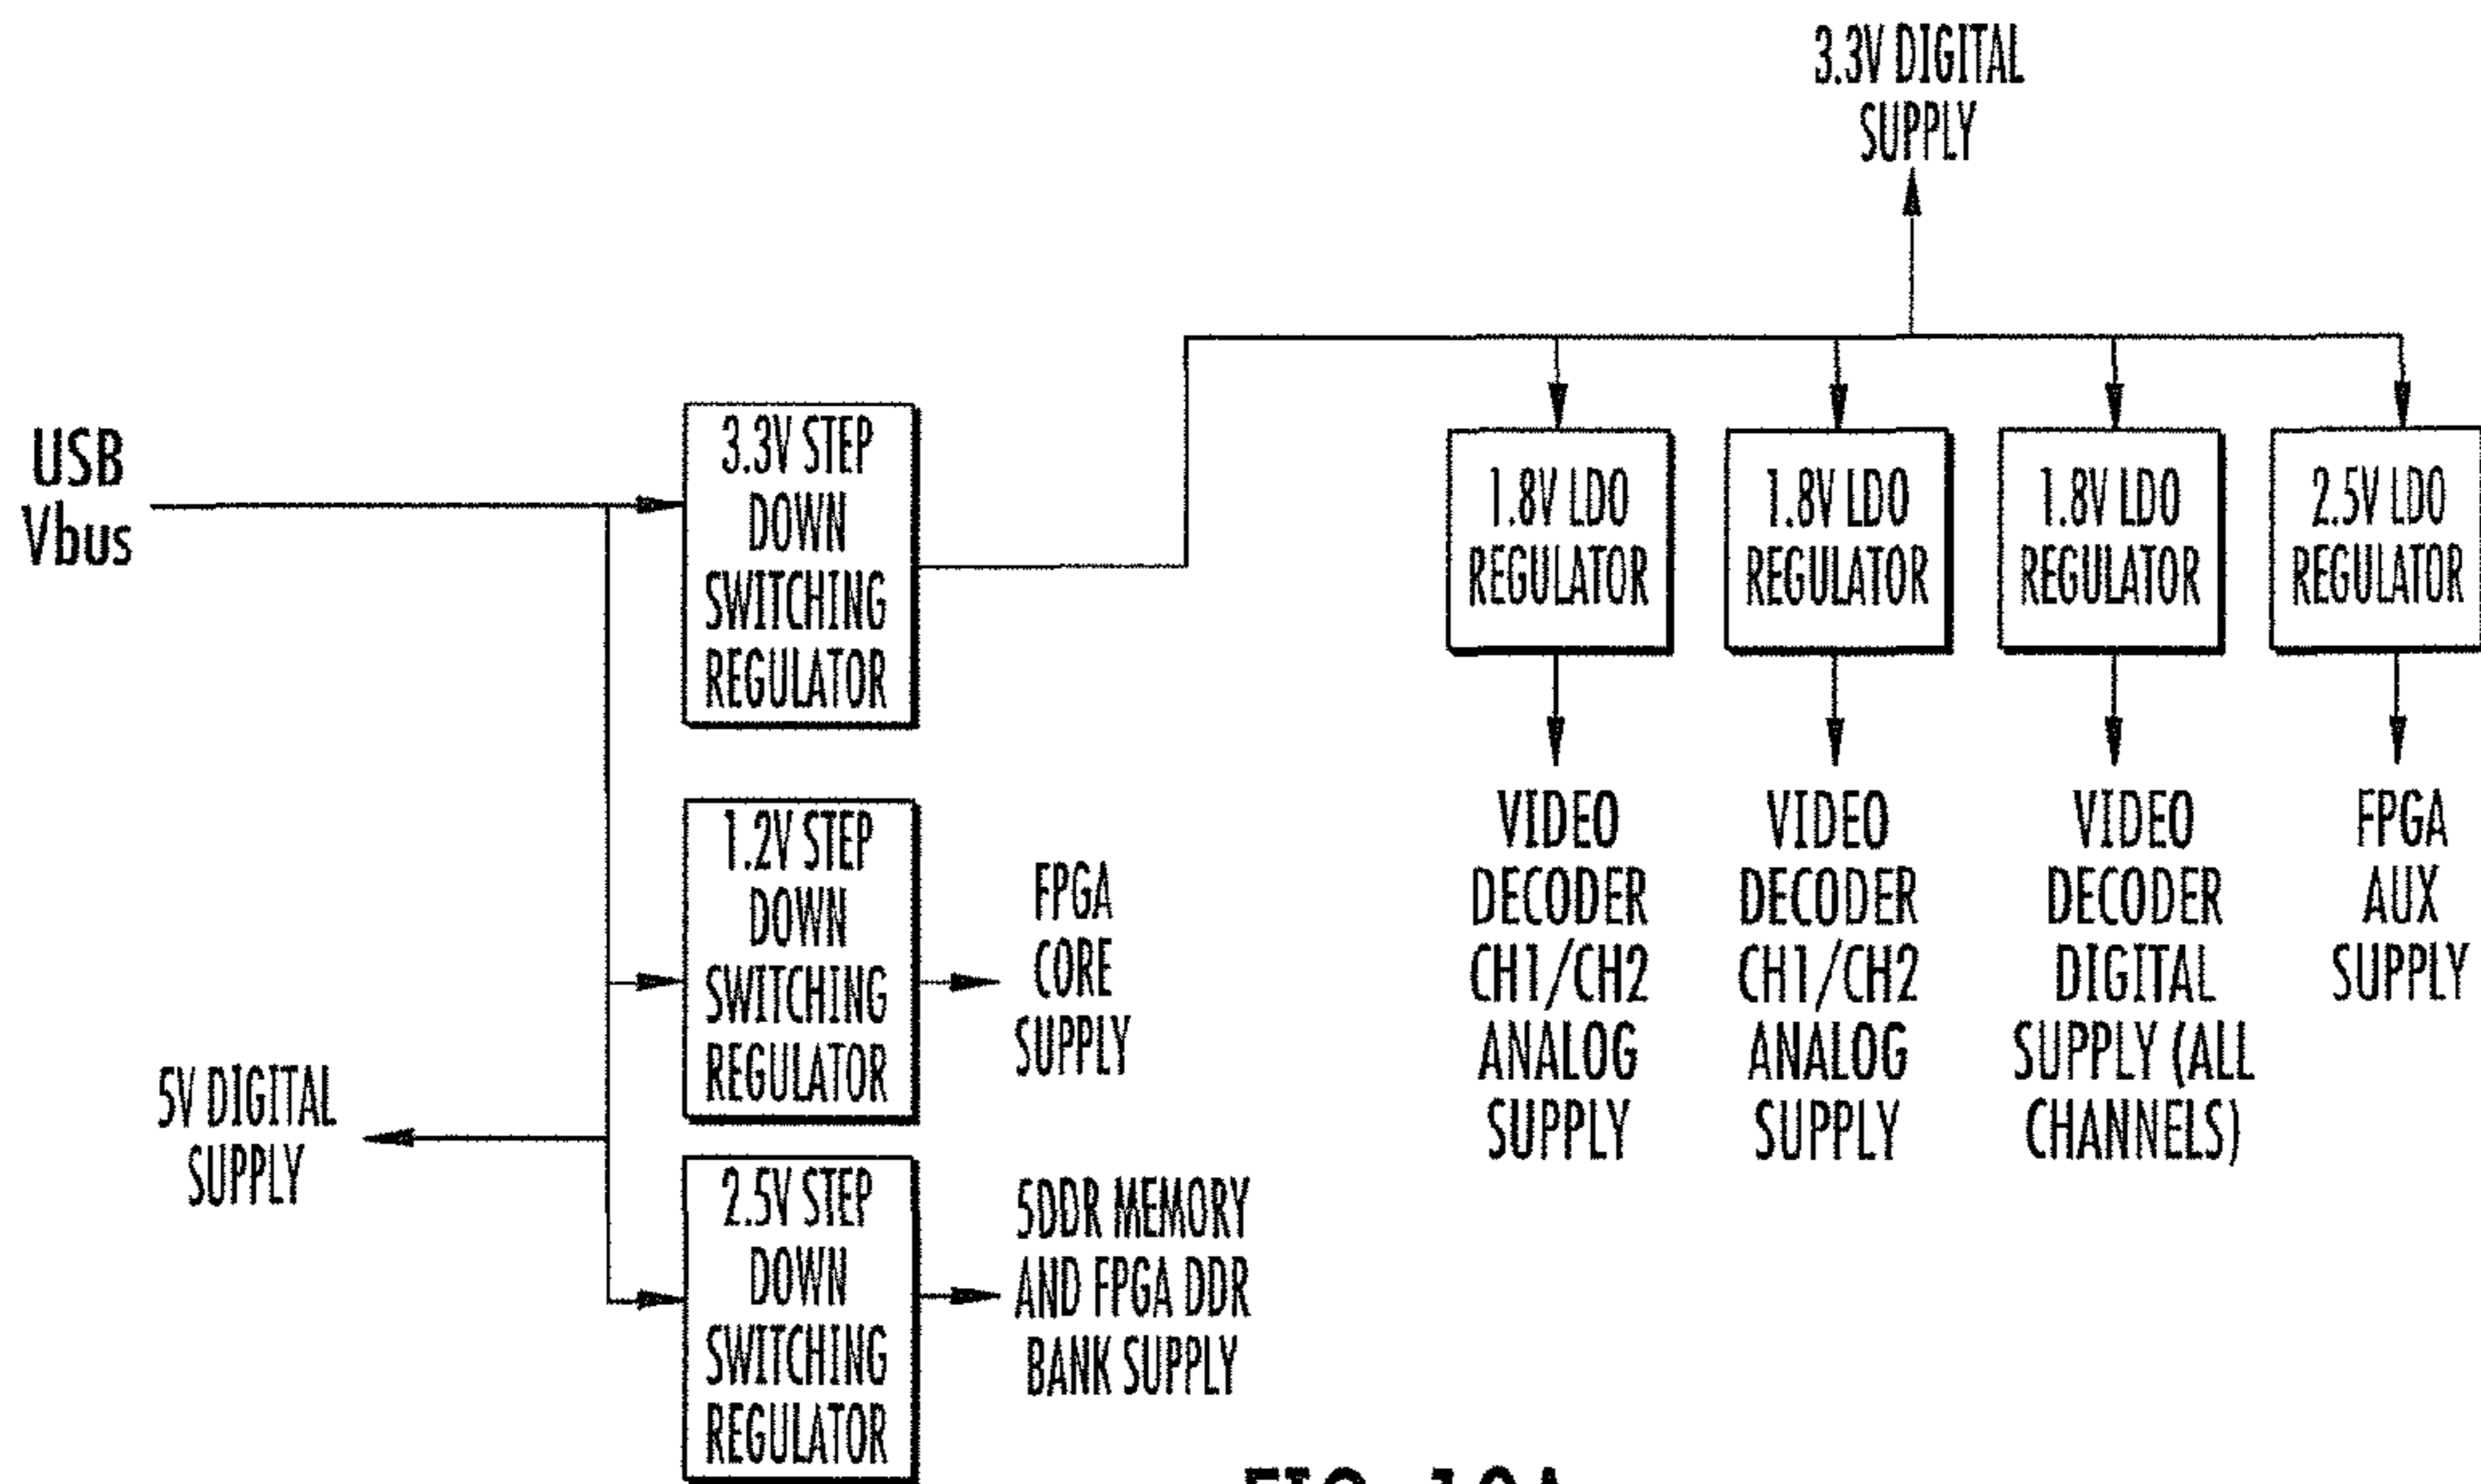 3.3V DIGITAL
SUPPLY
USB
Vbus
3.3V STEP
DOWN
SWITCHING
REGULATOR
1.8V LDO
REGULATOR
1.8V LDO
REGULATOR
1.8V LDO
REGULATOR
2.5V LDO
REGULATOR
VIDEO
DECODER
CH1/CH2
ANALOG
SUPPLY
VIDEO
DECODER
CH1/CH2
ANALOG
SUPPLY
VIDEO
DECODER
DIGITAL
SUPPLY (ALL
CHANNELS)
FPGA
AUX
SUPPLY
1.2V STEP
DOWN
SWITCHING
REGULATOR
FPGA
CORE
SUPPLY
5V DIGITAL
SUPPLY
2.5V STEP
DOWN
SWITCHING
REGULATOR
5DDR MEMORY
AND FPGA DDR
BANK SUPPLY